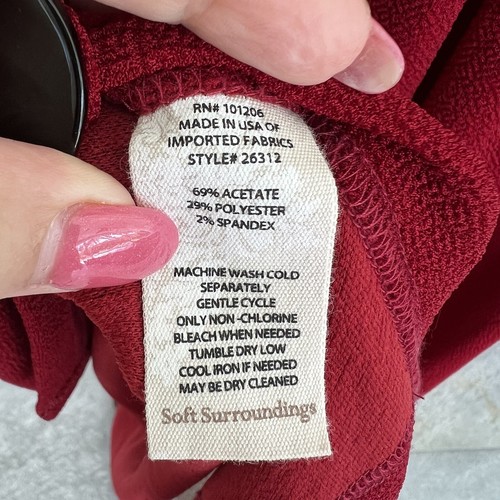 RN# 101206
MADE IN USA OF
IMPORTED FABRICS
STYLE# 26312
69% ACETATE
29% POLYESTER
2% SPANDEX
MACHINE WASH COLD
SEPARATELY
GENTLE CYCLE
ONLY NON -CHLORINE
BLEACH WHEN NEEDED
TUMBLE DRY LOW
COOL IRON IF NEEDED
MAY BE DRY CLEANED
Soft Surroundings